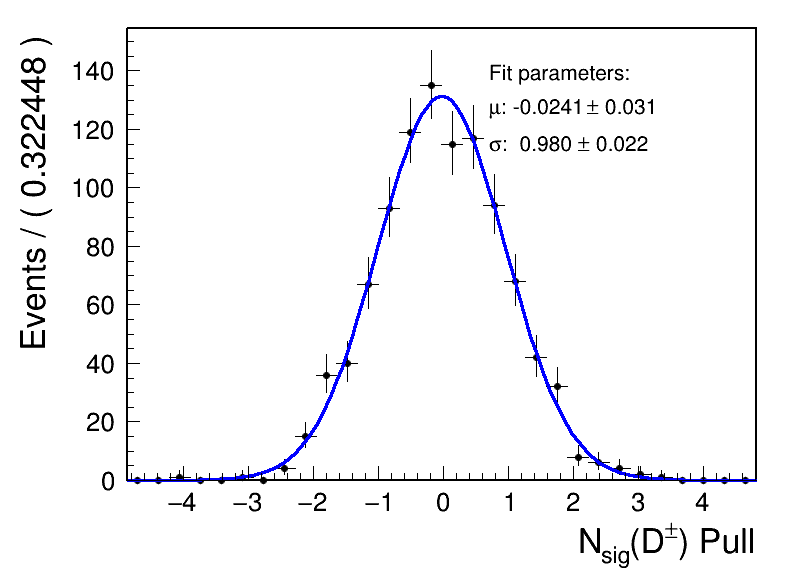 Events / ( 0.322448 )
140
120
100
80
60
40
20
0
Fit parameters:
μ: -0.0241 ± 0.031
σ: 0.980 ± 0.022
−4 −3 −2 −1 0 1 2 3 4
N_sig(D^±) Pull